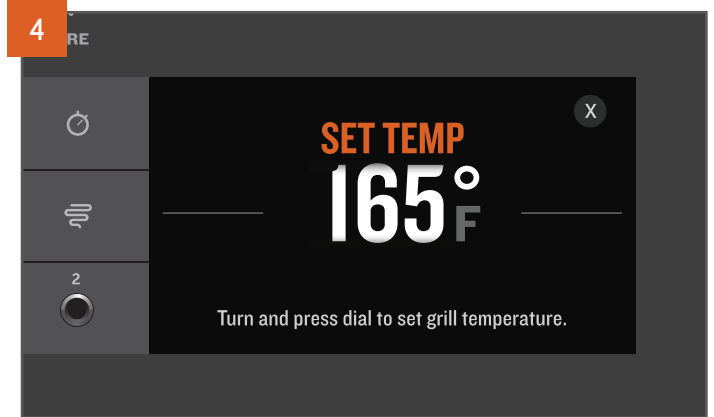 4
RE
X
SET TEMP
165°F
2
Turn and press dial to set grill temperature.